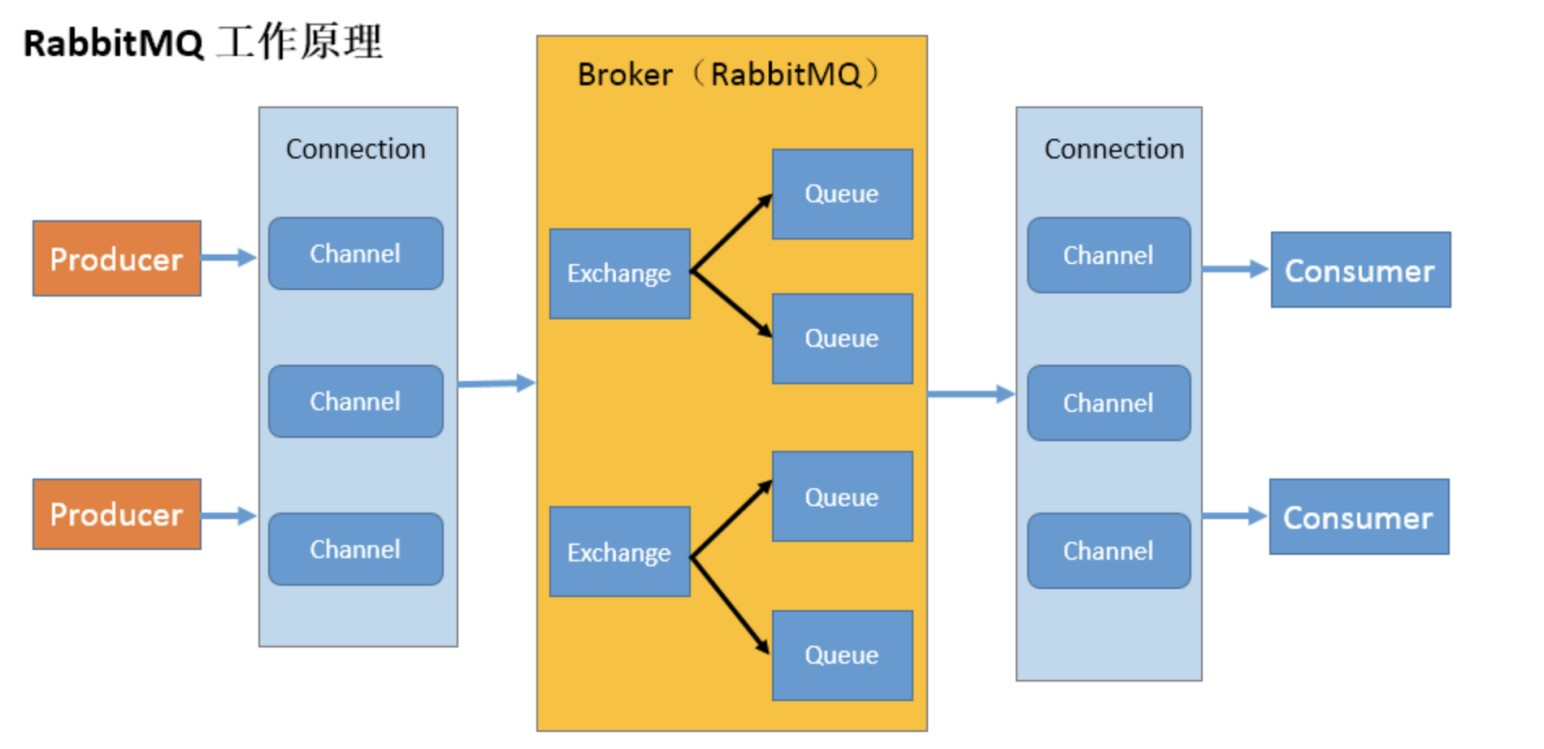 RabbitMQ 工作原理
Broker（RabbitMQ）
Connection
Connection
Queue
Producer
Channel
Exchange
Channel
Consumer
Queue
Channel
Channel
Queue
Producer
Channel
Exchange
Channel
Consumer
Queue